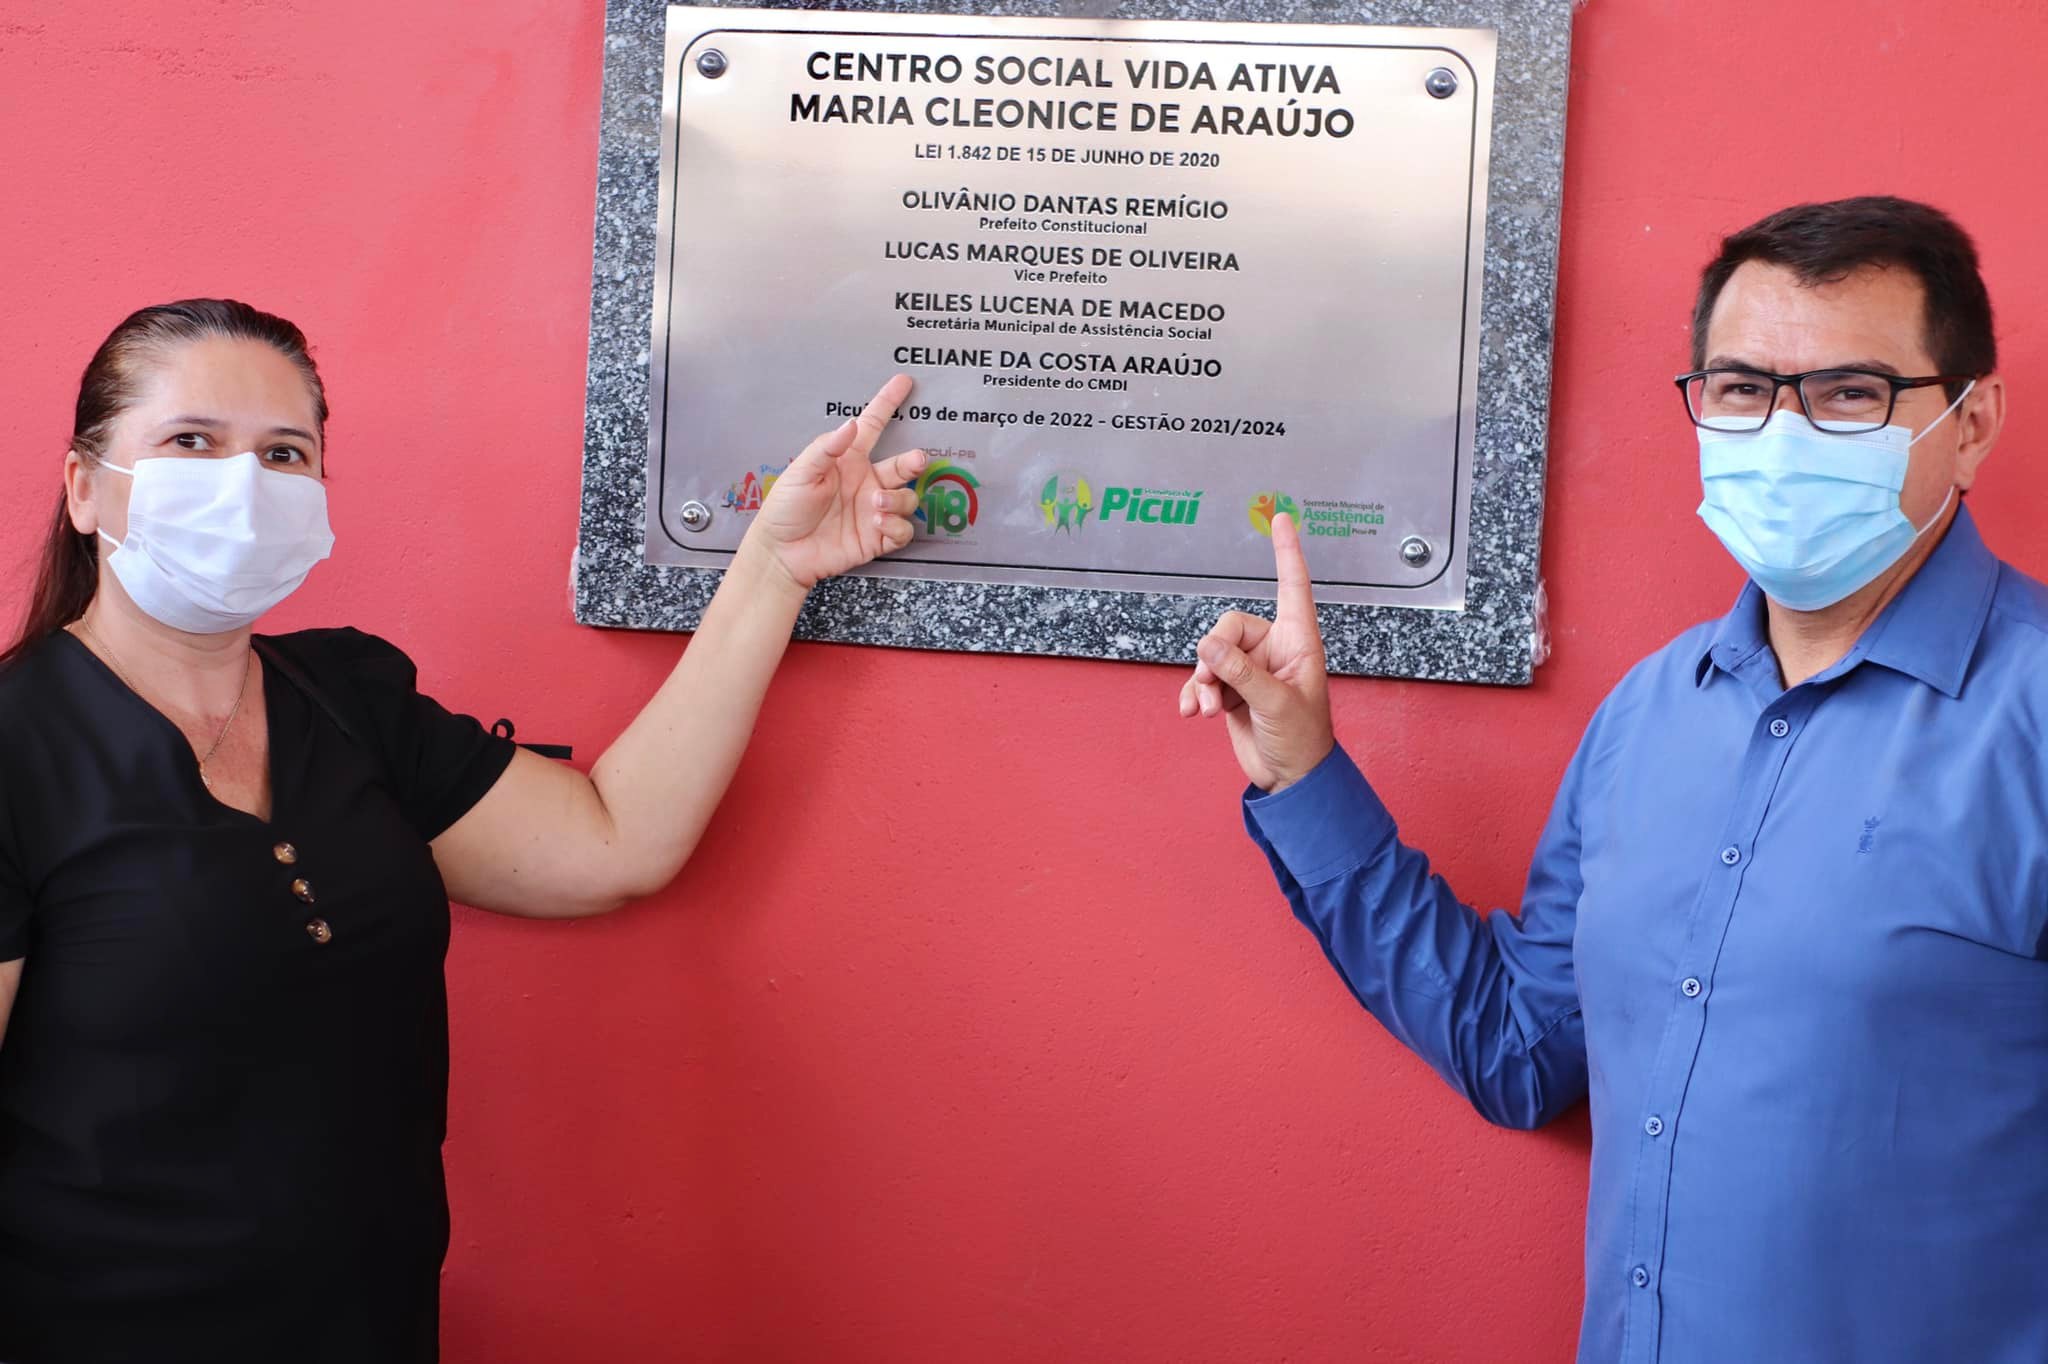 CENTRO SOCIAL VIDA ATIVA
MARIA CLEONICE DE ARAÚJO
LEI 1.842 DE 15 DE JUNHO DE 2020
OLIVÂNIO DANTAS REMÍGIO
Prefeito Constitucional
LUCAS MARQUES DE OLIVEIRA
Vice Prefeito
KEILES LUCENA DE MACEDO
Secretária Municipal de Assistência Social
CELIANE DA COSTA ARAÚJO
Presidente do CMDI
09 de março de 2022 - GESTÃO 2021/2024
18
Picuí
Secretaria Municipal de
Assistência
Social Picuí-PB